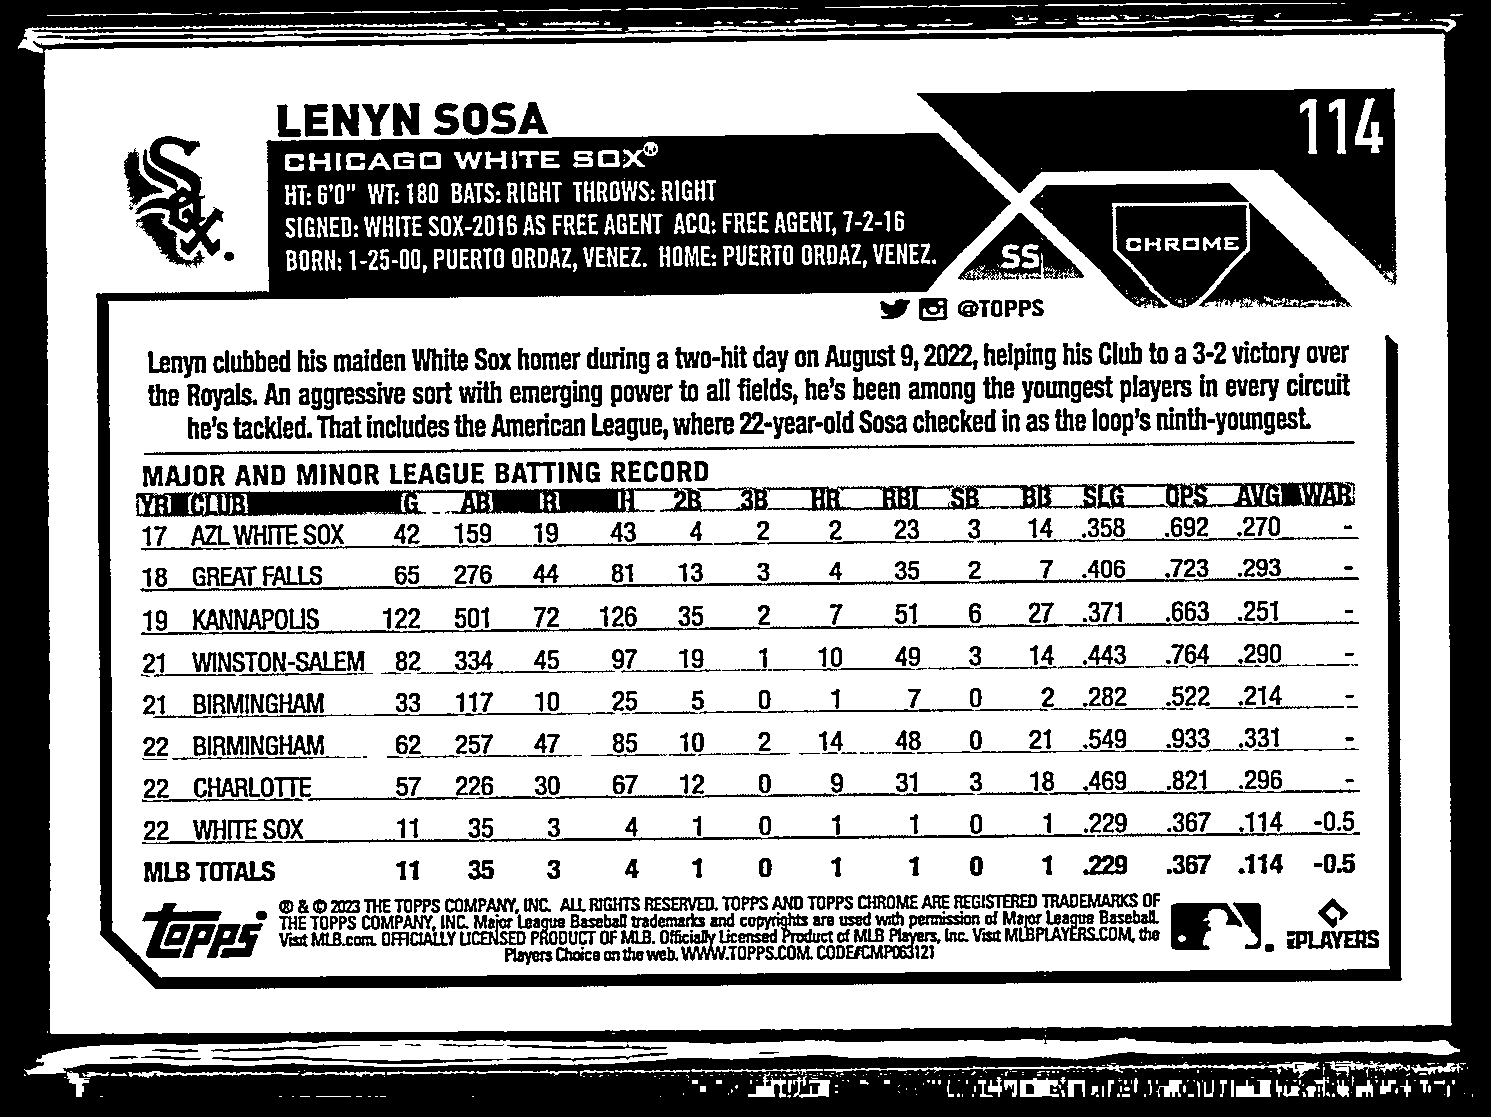 LENYN SOSA
114
CHICAGO WHITE SOX®
HT: 6'0" WT: 180 BATS: RIGHT THROWS: RIGHT
SIGNED: WHITE SOX-2016 AS FREE AGENT ACQ: FREE AGENT, 7-2-16
BORN: 1-25-00, PUERTO ORDAZ, VENEZ. HOME: PUERTO ORDAZ, VENEZ.
SS
CHROME
SOX
@TOPPS
Lenyn clubbed his maiden White Sox homer during a two-hit day on August 9, 2022, helping his Club to a 3-2 victory over
the Royals. An aggressive sort with emerging power to all fields, he's been among the youngest players in every circuit
he's tackled. That includes the American League, where 22-year-old Sosa checked in as the loop's ninth-youngest.
MAJOR AND MINOR LEAGUE BATTING RECORD
YR CLUB G AB R H 2B 3B HR RBI SB BB SLG OPS AVG WAR
17 AZL WHITE SOX 42 159 19 43 4 2 2 23 3 14 .358 .692 .270 -
18 GREAT FALLS 65 276 44 81 13 3 4 35 2 7 .406 .723 .293 -
19 KANNAPOLIS 122 501 72 126 35 2 7 51 6 27 .371 .663 .251 -
21 WINSTON-SALEM 82 334 45 97 19 1 10 49 3 14 .443 .764 .290 -
21 BIRMINGHAM 33 117 10 25 5 0 1 7 0 2 .282 .522 .214 -
22 BIRMINGHAM 62 257 47 85 10 2 14 48 0 21 .549 .933 .331 -
22 CHARLOTTE 57 226 30 67 12 0 9 31 3 18 .469 .821 .296 -
22 WHITE SOX 11 35 3 4 1 0 1 1 0 1 .229 .367 .114 -0.5
MLB TOTALS 11 35 3 4 1 0 1 1 0 1 .229 .367 .114 -0.5
® & © 2023 THE TOPPS COMPANY, INC. ALL RIGHTS RESERVED. TOPPS AND TOPPS CHROME ARE REGISTERED TRADEMARKS OF
THE TOPPS COMPANY, INC. Major League Baseball trademarks and copyrights are used with permission of Major League Baseball.
Visit MLB.com. OFFICIALLY LICENSED PRODUCT OF MLB. Officially Licensed Product of MLB Players, Inc. Visit MLBPLAYERS.COM, the
Players Choice on the web. WWW.TOPPS.COM. CODE#CMP063121
topps
PLAYERS